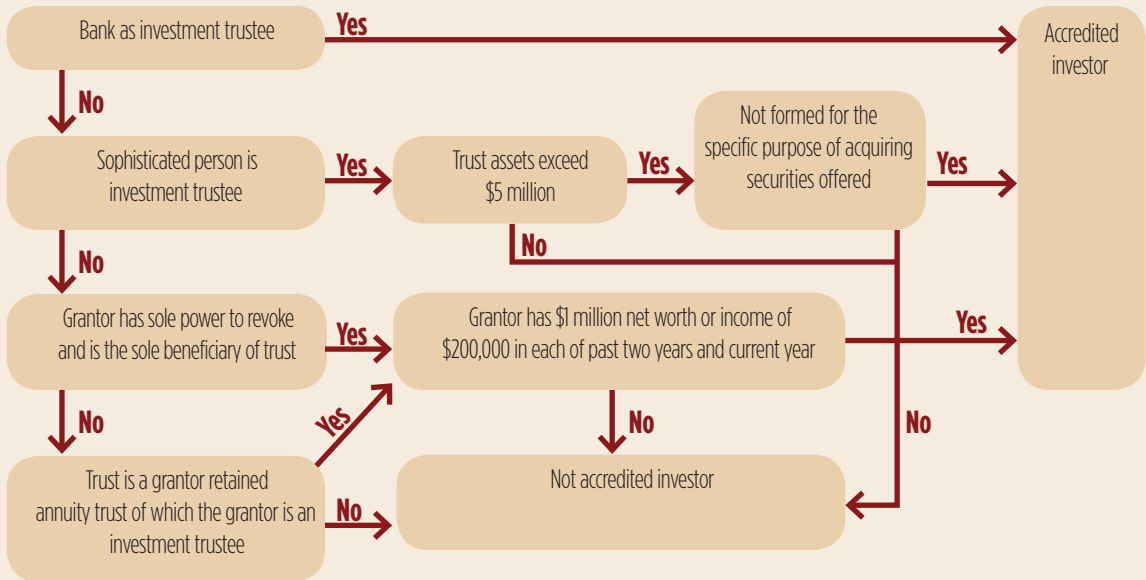 Bank as investment trustee
Yes
Accredited
investor
No
Sophisticated person is
investment trustee
Yes
Trust assets exceed
$5 million
Yes
Not formed for the
specific purpose of acquiring
securities offered
Yes
No
No
Grantor has sole power to revoke
and is the sole beneficiary of trust
Yes
Grantor has $1 million net worth or income of
$200,000 in each of past two years and current year
Yes
No
Yes
No
No
Trust is a grantor retained
annuity trust of which the grantor is an
investment trustee
No
Not accredited investor